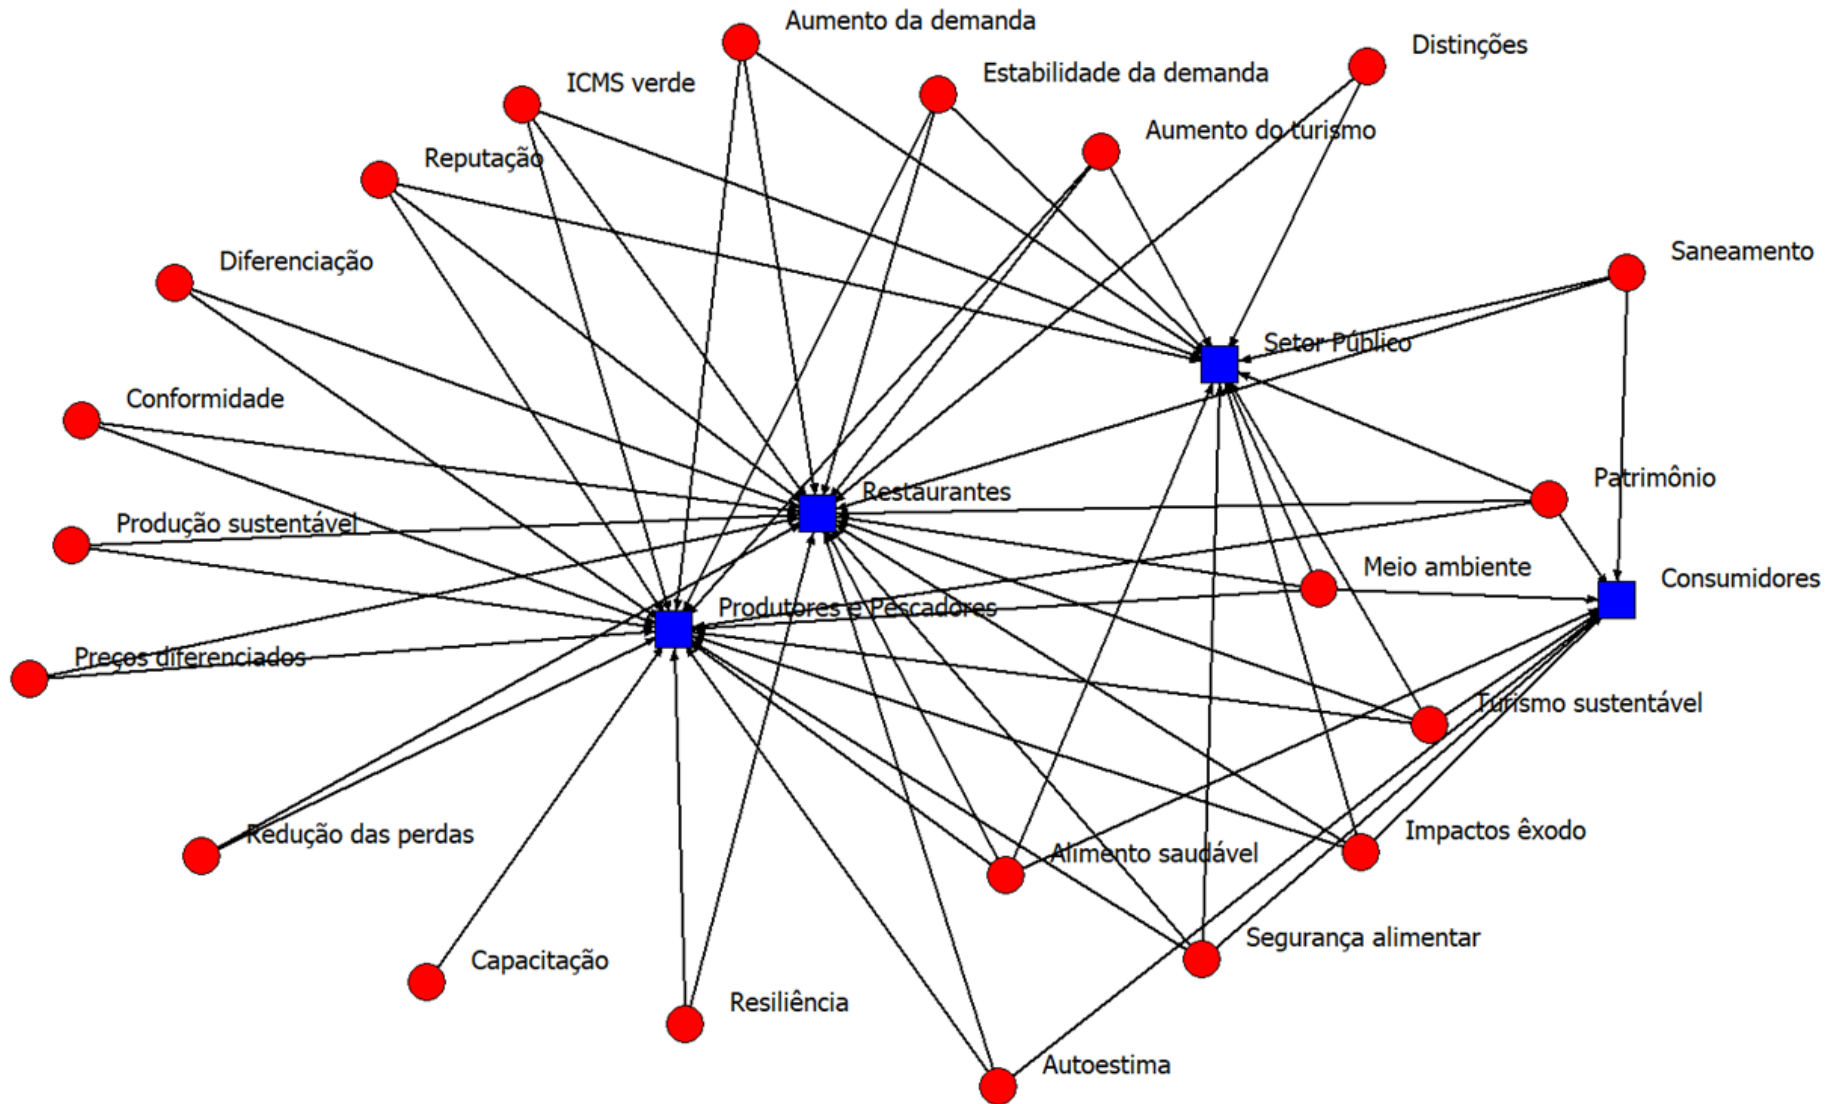 Aumento da demanda
Distinções
Estabilidade da demanda
ICMS verde
Aumento do turismo
Reputação
Saneamento
Diferenciação
Setor Público
Conformidade
Patrimônio
Restaurantes
Produção sustentável
Meio ambiente
Consumidores
Produtores e Pescadores
Preços diferenciados
Turismo sustentável
Impactos êxodo
Redução das perdas
Alimento saudável
Segurança alimentar
Capacitação
Resiliência
Autoestima